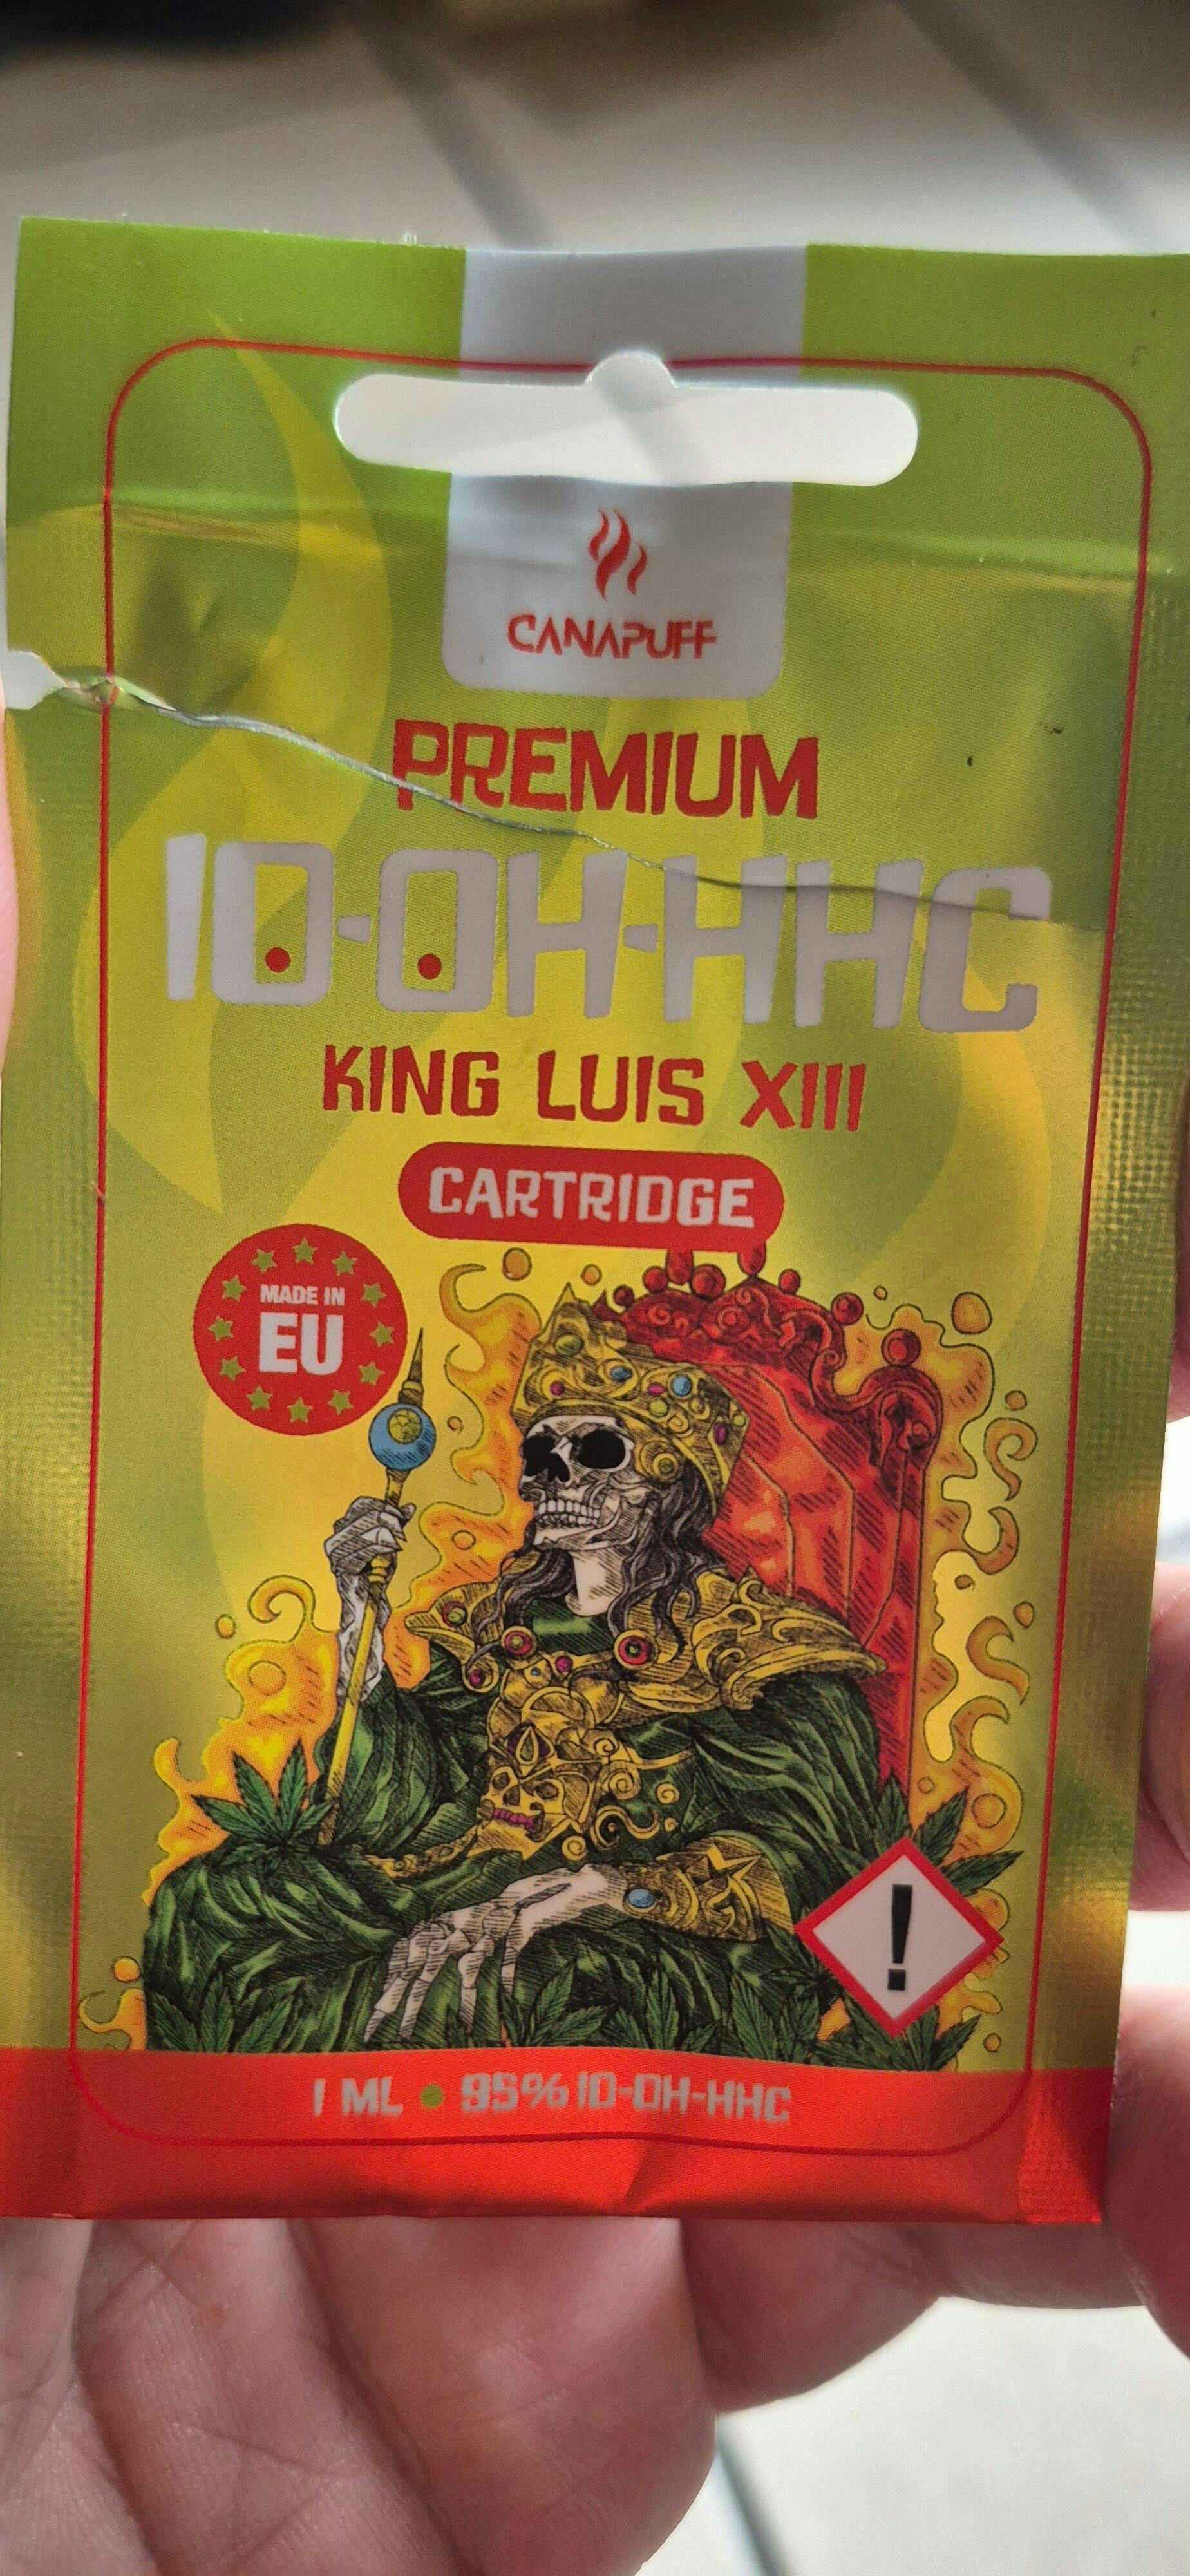 CANAPUFF
PREMIUM
10-OH-HHC
KING LUIS XIII
CARTRIDGE
MADE IN
EU
!
1 ML • 95% 10-OH-HHC